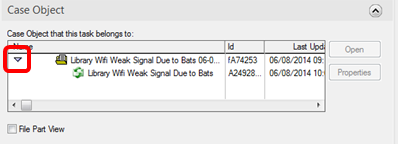 Case Object
Case Object that this task belongs to:
Name Id Last Upda
Library Wifi Weak Signal Due to Bats 06-0... fA74253 06/08/2014 09:
Library Wifi Weak Signal Due to Bats A24928... 06/08/2014 10:
Open
Properties
File Part View